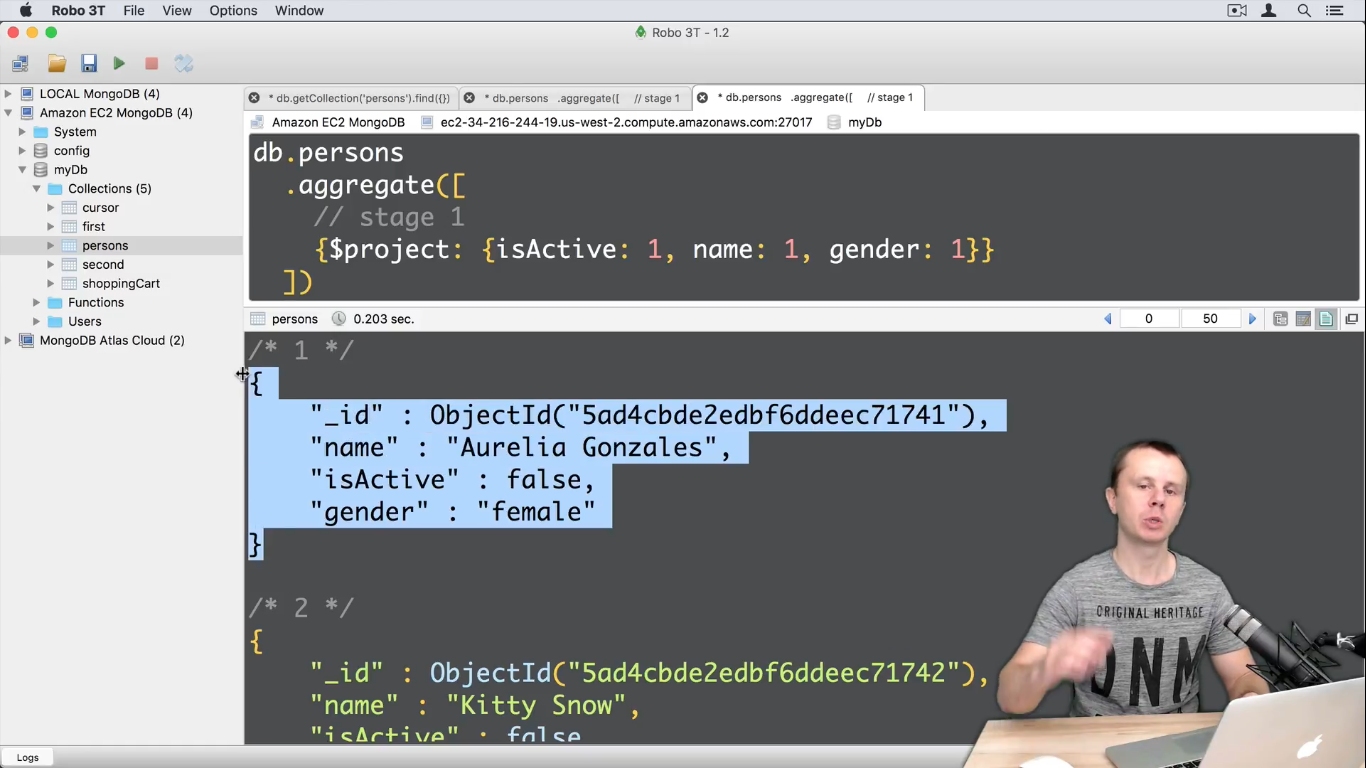 Robo 3T File View Options Window
Robo 3T - 1.2
LOCAL MongoDB (4)
Amazon EC2 MongoDB (4)
System
config
myDb
Collections (5)
cursor
first
persons
second
shoppingCart
Functions
Users
MongoDB Atlas Cloud (2)
* db.getCollection('persons').find({}) * db.persons .aggregate([ // stage 1 * db.persons .aggregate([ // stage 1
Amazon EC2 MongoDB ec2-34-216-244-19.us-west-2.compute.amazonaws.com:27017 myDb
db.persons
.aggregate([
// stage 1
{$project: {isActive: 1, name: 1, gender: 1}}
])
persons 0.203 sec. 0 50
/* 1 */
{
"_id" : ObjectId("5ad4cbde2edbf6ddeec71741"),
"name" : "Aurelia Gonzales",
"isActive" : false,
"gender" : "female"
}
/* 2 */
{
"_id" : ObjectId("5ad4cbde2edbf6ddeec71742"),
"name" : "Kitty Snow",
"isActive" : false
ORIGINAL HERITAGE
DNM
Logs